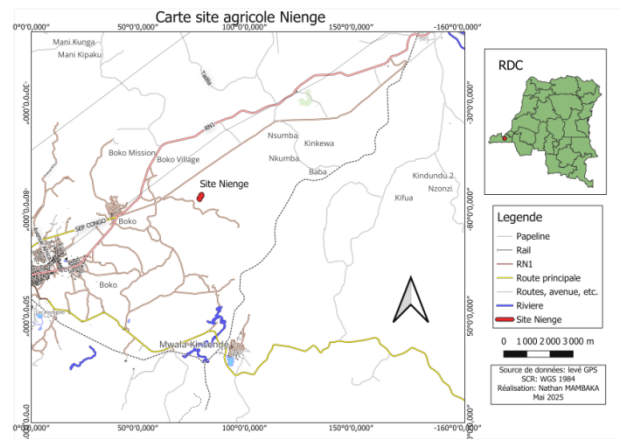 Carte site agricole Nienge
0°0'0,000"
50°0'0,000"
100°0'0,000"
150°0'0,000"
-160°0'0,000"
Mani Kunga
Mani Kipaku
RN1
Nsumba
Kinkewa
Boko Mission
Boko Village
Nkumba
Baba
Kindundu 2
Nzonzi
Kifua
Site Nienge
Boko
SEP CONGO
Boko
Mwala-Kinsende
0°0'0,000"
50°0'0,000"
100°0'0,000"
150°0'0,000"
-160°0'0,000"
-30°0'0,000"
-80°0'0,000"
50°0'0,000"
RDC
Legende
Papeline
Rail
RN1
Route principale
Routes, avenue, etc.
Riviere
Site Nienge
0 1 000 2 000 3 000 m
Source de données: levé GPS
SCR: WGS 1984
Réalisation: Nathan MAMBAKA
Mai 2025